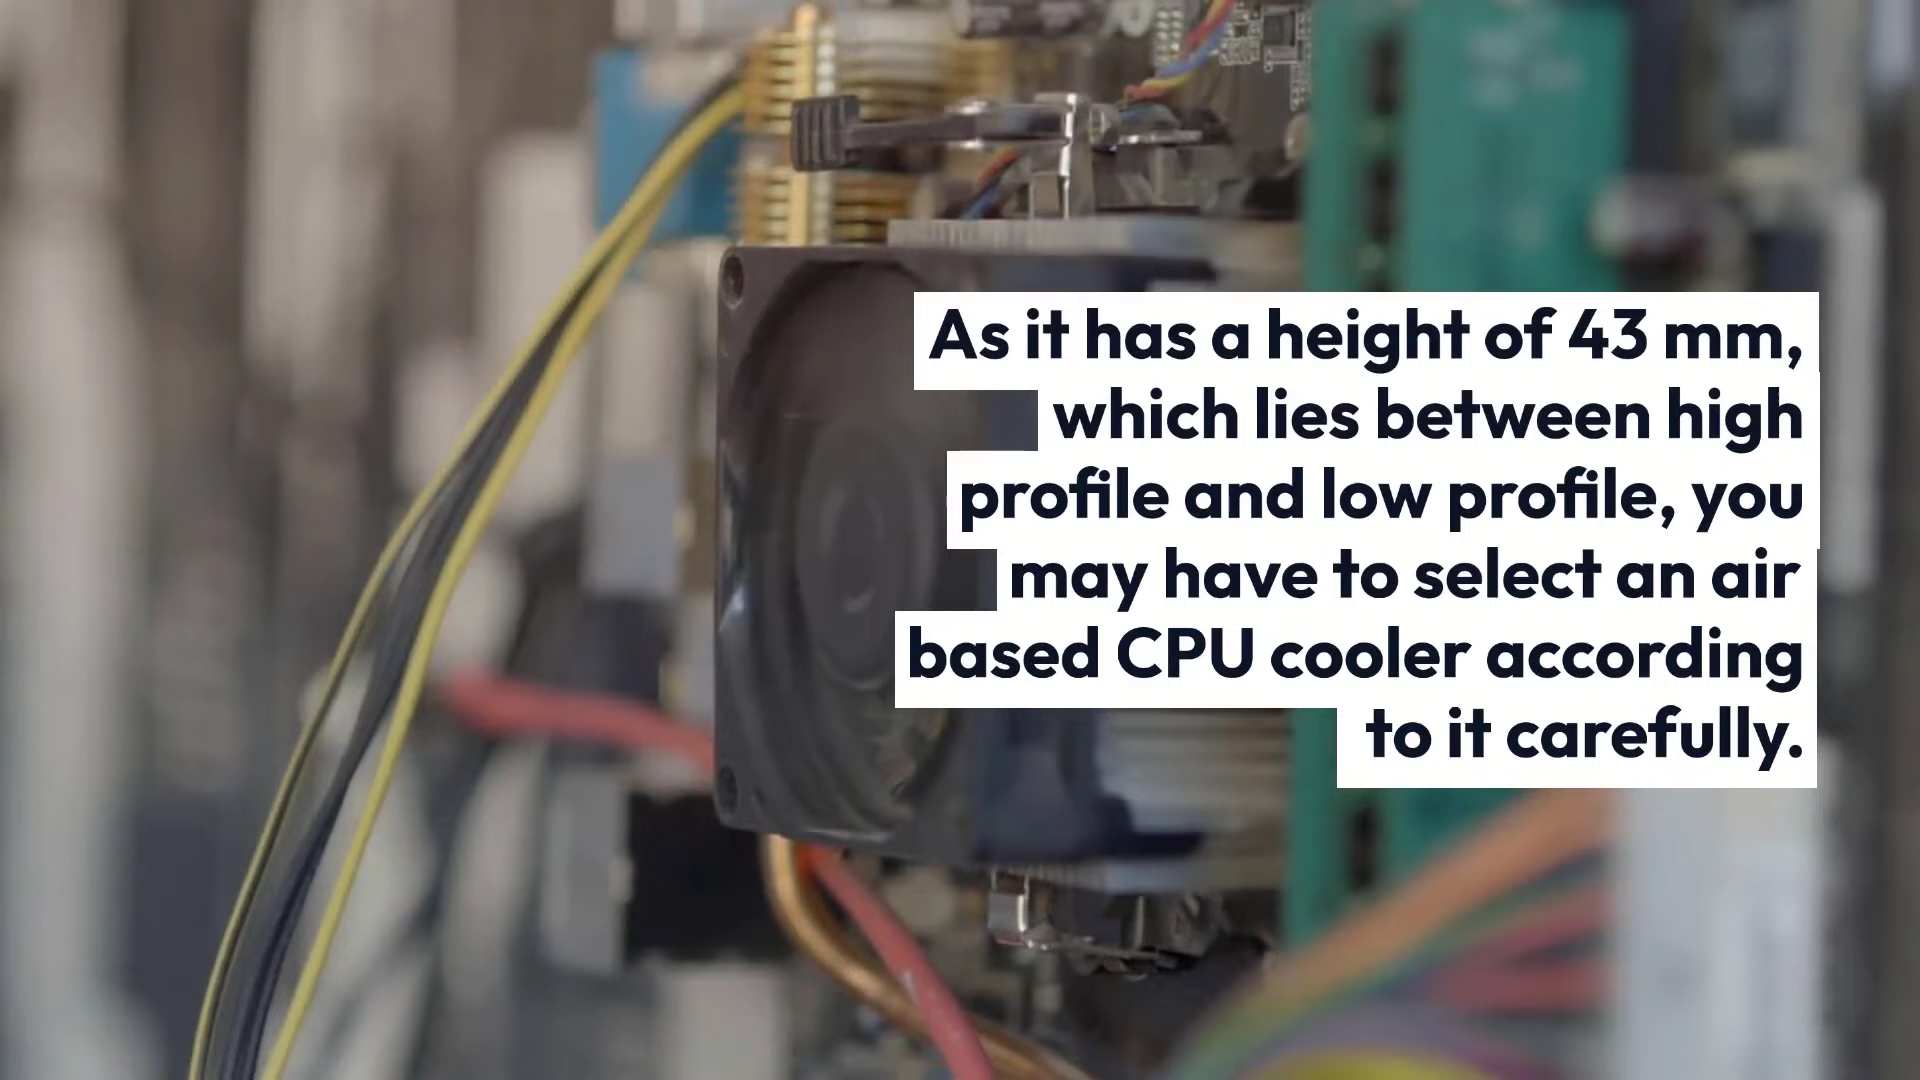 As it has a height of 43 mm,
which lies between high
profile and low profile, you
may have to select an air
based CPU cooler according
to it carefully.